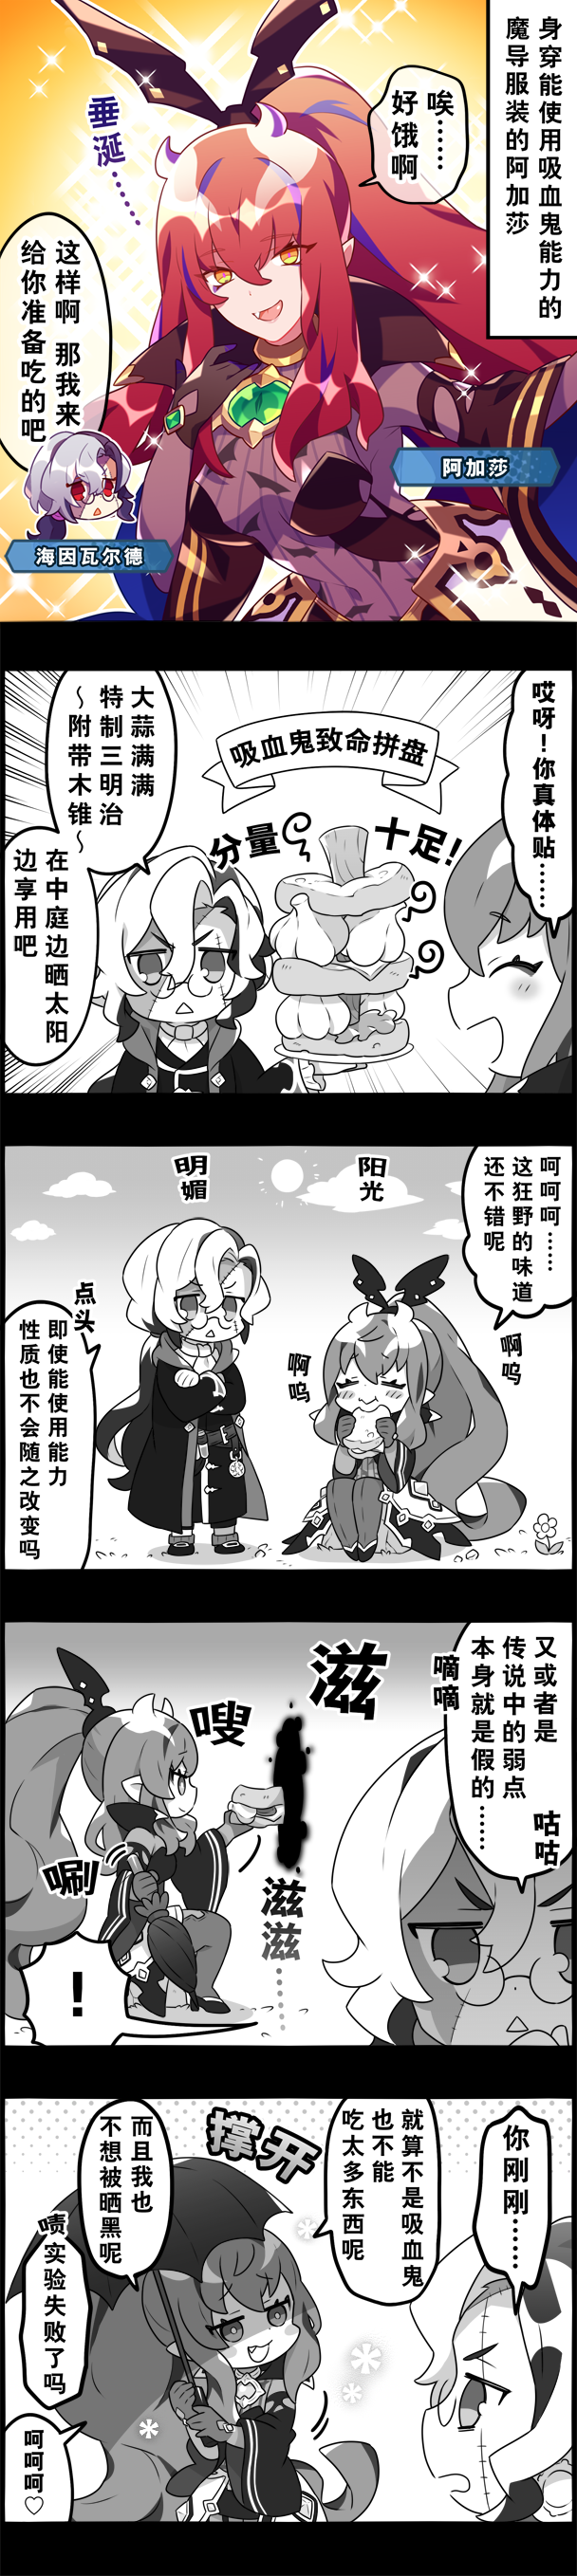 身穿能使用吸血鬼能力的
魔导服装的阿加莎
唉……
好饿啊
垂涎……
这样啊 那我来
给你准备吃的吧
阿加莎
海因瓦尔德
哎呀！你真体贴……
吸血鬼致命拼盘
分量
十足！
大蒜满满
特制三明治
～附带木锥～
在中庭边晒太阳
边享用吧
呵呵呵……
这狂野的味道
还不错呢
阳光
明媚
啊呜
啊呜
点头
即使能使用能力
性质也不会随之改变吗
又或者是
传说中的弱点
本身就是假的……
嘀嘀
咕咕
滋
嗖
唰
滋滋……
！
你刚刚……
就算不是吸血鬼
也不能
吃太多东西呢
撑开
而且我也
不想被晒黑呢
啧
实验失败了吗
呵呵呵♡